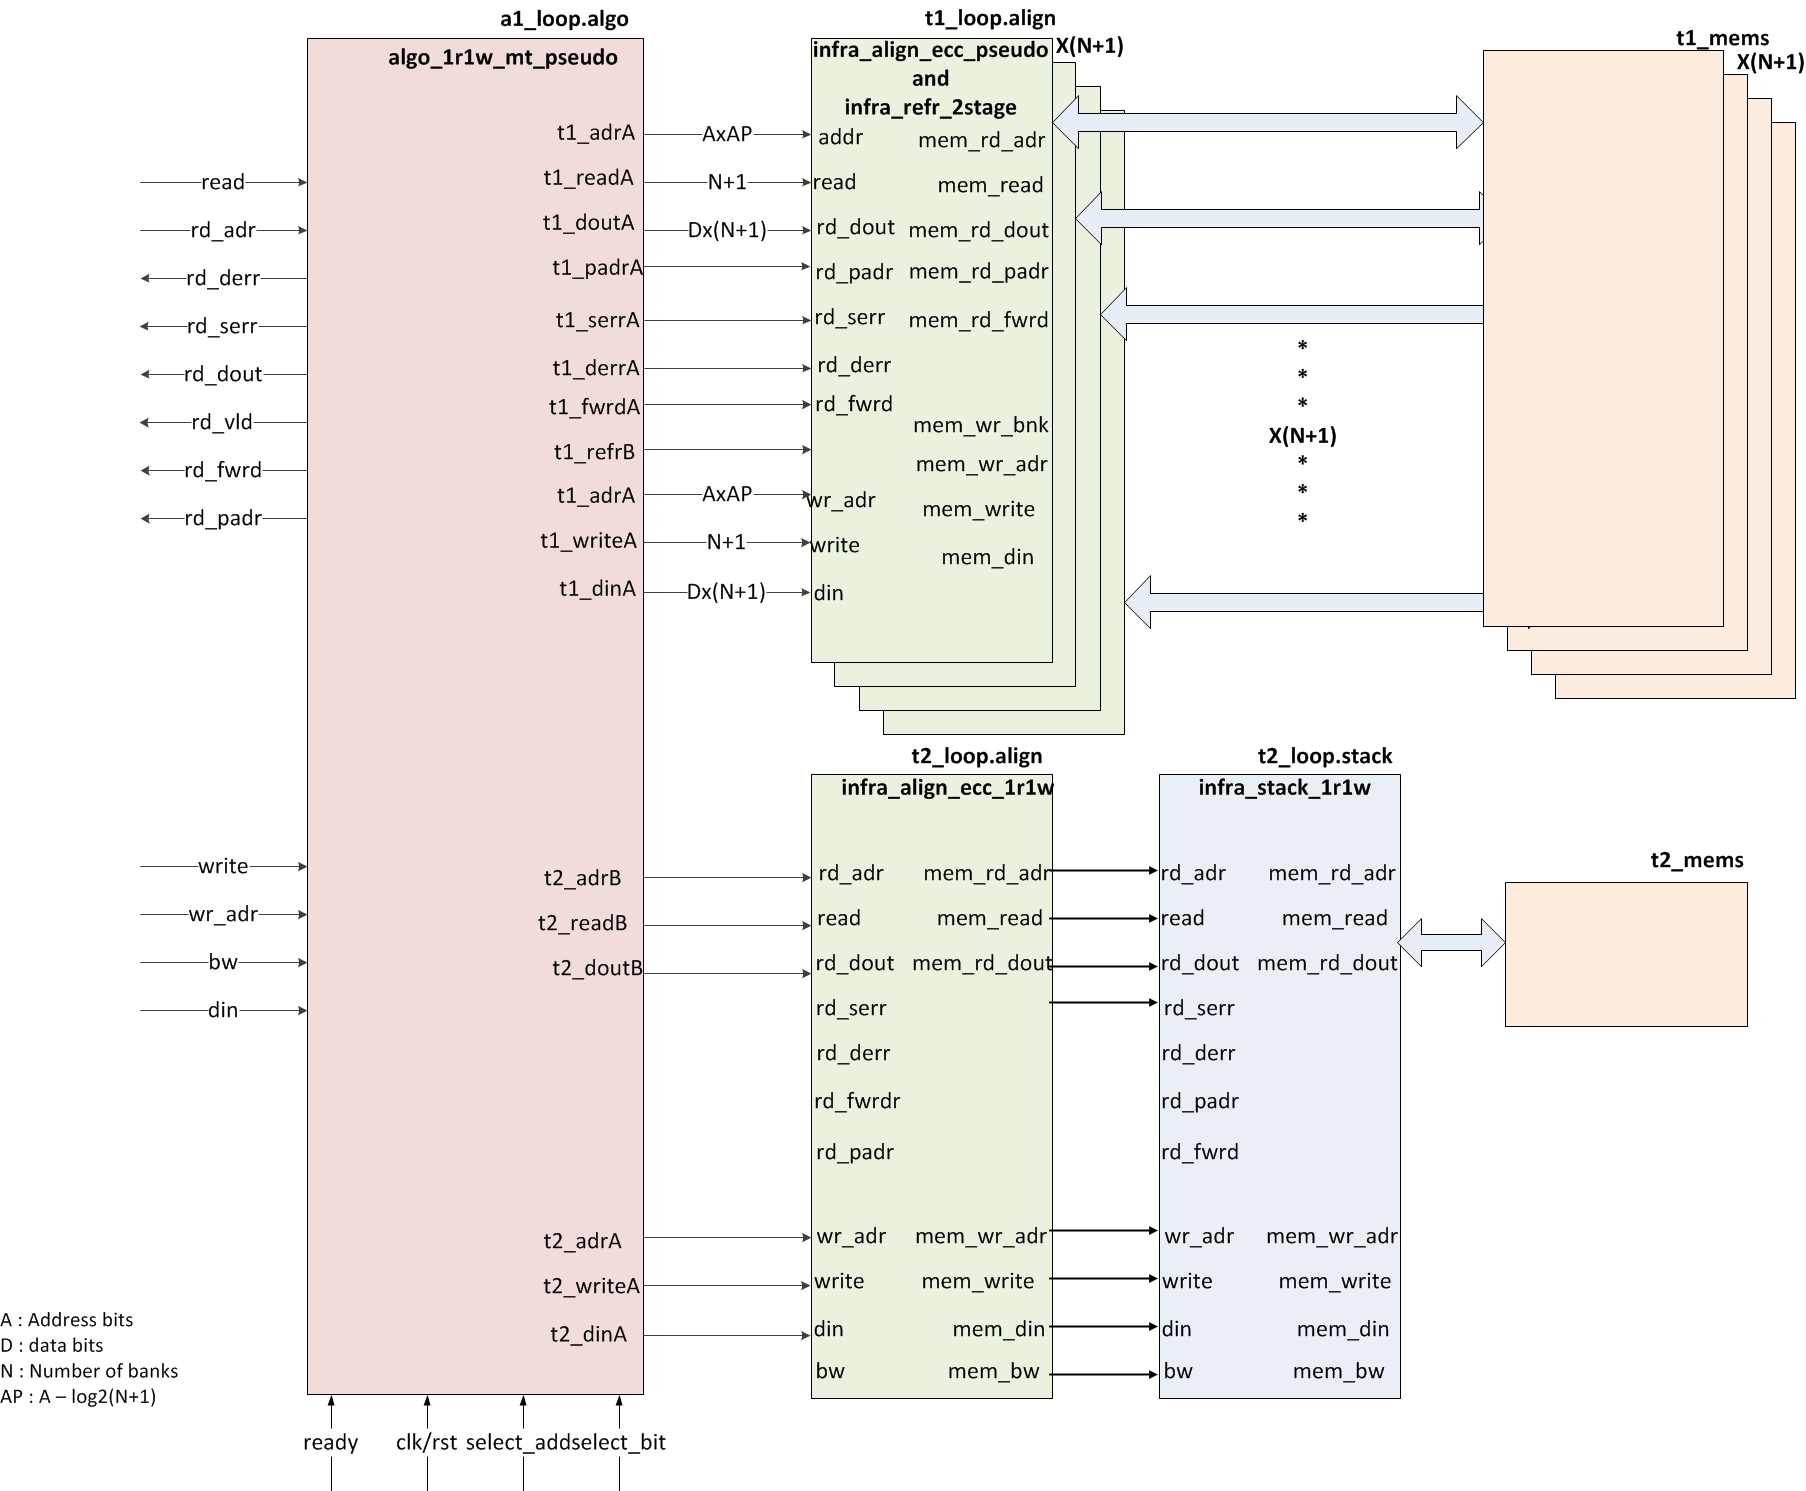 a1_loop.algo
algo_1r1w_mt_pseudo
read
rd_adr
rd_derr
rd_serr
rd_dout
rd_vld
rd_fwrd
rd_padr
write
wr_adr
bw
din
t1_adrA
t1_readA
t1_doutA
t1_padrA
t1_serrA
t1_derrA
t1_fwrdA
t1_refrB
t1_adrA
t1_writeA
t1_dinA
t2_adrB
t2_readB
t2_doutB
t2_adrA
t2_writeA
t2_dinA
AxAP
N+1
Dx(N+1)
AxAP
N+1
Dx(N+1)
t1_loop.align
X(N+1)
infra_align_ecc_pseudo
and
infra_refr_2stage
addr
read
rd_dout
rd_padr
rd_serr
rd_derr
rd_fwrd
wr_adr
write
din
mem_rd_adr
mem_read
mem_rd_dout
mem_rd_padr
mem_rd_fwrd
mem_wr_bnk
mem_wr_adr
mem_write
mem_din
*
*
*
X(N+1)
*
*
*
t1_mems
X(N+1)
t2_loop.align
infra_align_ecc_1r1w
rd_adr
read
rd_dout
rd_serr
rd_derr
rd_fwrdr
rd_padr
wr_adr
write
din
bw
mem_rd_adr
mem_read
mem_rd_dout
mem_wr_adr
mem_write
mem_din
mem_bw
t2_loop.stack
infra_stack_1r1w
rd_adr
read
rd_dout
rd_serr
rd_derr
rd_padr
rd_fwrd
wr_adr
write
din
bw
mem_rd_adr
mem_read
mem_rd_dout
mem_wr_adr
mem_write
mem_din
mem_bw
t2_mems
A : Address bits
D : data bits
N : Number of banks
AP : A – log2(N+1)
ready
clk/rst
select_add
select_bit